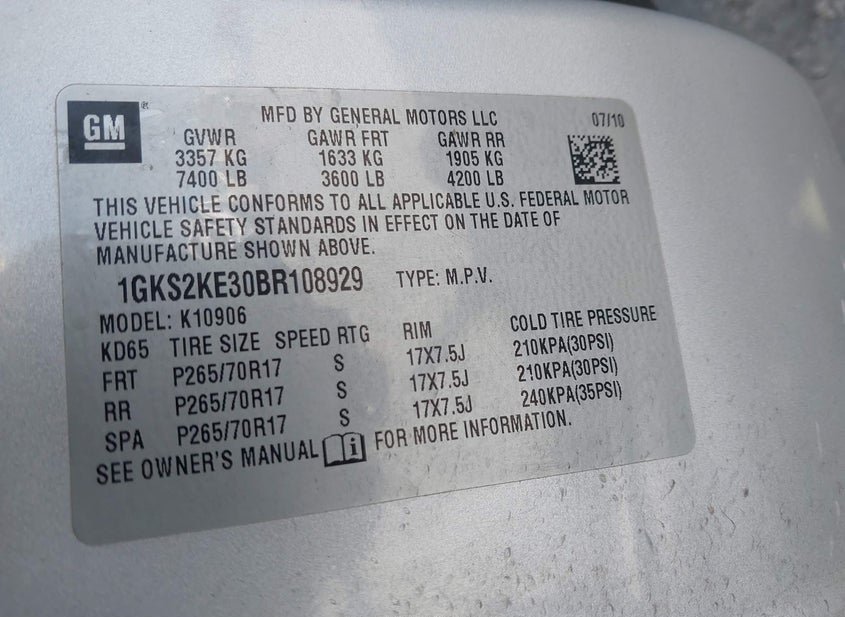 GM
MFD BY GENERAL MOTORS LLC 07/10
GVWR GAWR FRT GAWR RR
3357 KG 1633 KG 1905 KG
7400 LB 3600 LB 4200 LB
THIS VEHICLE CONFORMS TO ALL APPLICABLE U.S. FEDERAL MOTOR
VEHICLE SAFETY STANDARDS IN EFFECT ON THE DATE OF
MANUFACTURE SHOWN ABOVE.
1GKS2KE30BR108929 TYPE: M.P.V.
MODEL: K10906
KD65 TIRE SIZE SPEED RTG RIM COLD TIRE PRESSURE
FRT P265/70R17 S 17X7.5J 210KPA(30PSI)
RR P265/70R17 S 17X7.5J 210KPA(30PSI)
SPA P265/70R17 S 17X7.5J 240KPA(35PSI)
SEE OWNER'S MANUAL i FOR MORE INFORMATION.